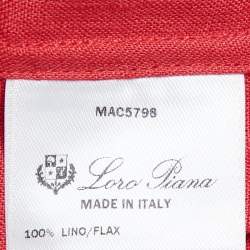 MAC5798
Loro Piana
MADE IN ITALY
100% LINO/FLAX